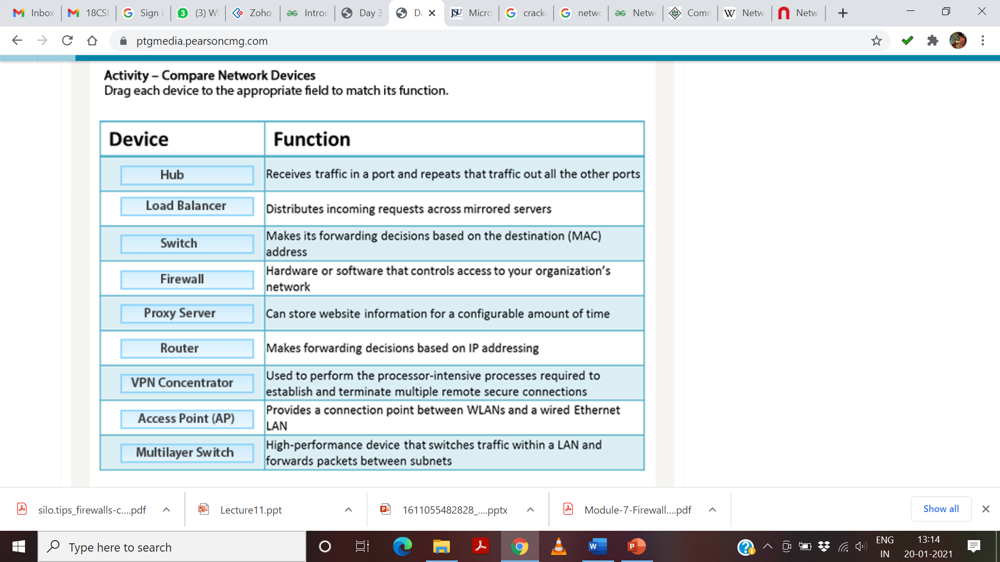 Inbox
18CSE
Sign i
(3) W
Zoho
Introc
Day 3
Da
Micro
cracke
netwo
Netwo
Comm
Netw
Netw
ptgmedia.pearsoncmg.com
Activity – Compare Network Devices
Drag each device to the appropriate field to match its function.
Device Function
Hub Receives traffic in a port and repeats that traffic out all the other ports
Load Balancer Distributes incoming requests across mirrored servers
Switch Makes its forwarding decisions based on the destination (MAC)
address
Firewall Hardware or software that controls access to your organization's
network
Proxy Server Can store website information for a configurable amount of time
Router Makes forwarding decisions based on IP addressing
VPN Concentrator Used to perform the processor-intensive processes required to
establish and terminate multiple remote secure connections
Access Point (AP) Provides a connection point between WLANs and a wired Ethernet
LAN
Multilayer Switch High-performance device that switches traffic within a LAN and
forwards packets between subnets
silo.tips_firewalls-c....pdf
Lecture11.ppt
1611055482828_....pptx
Module-7-Firewall....pdf
Show all
Type here to search
ENG
IN
13:14
20-01-2021